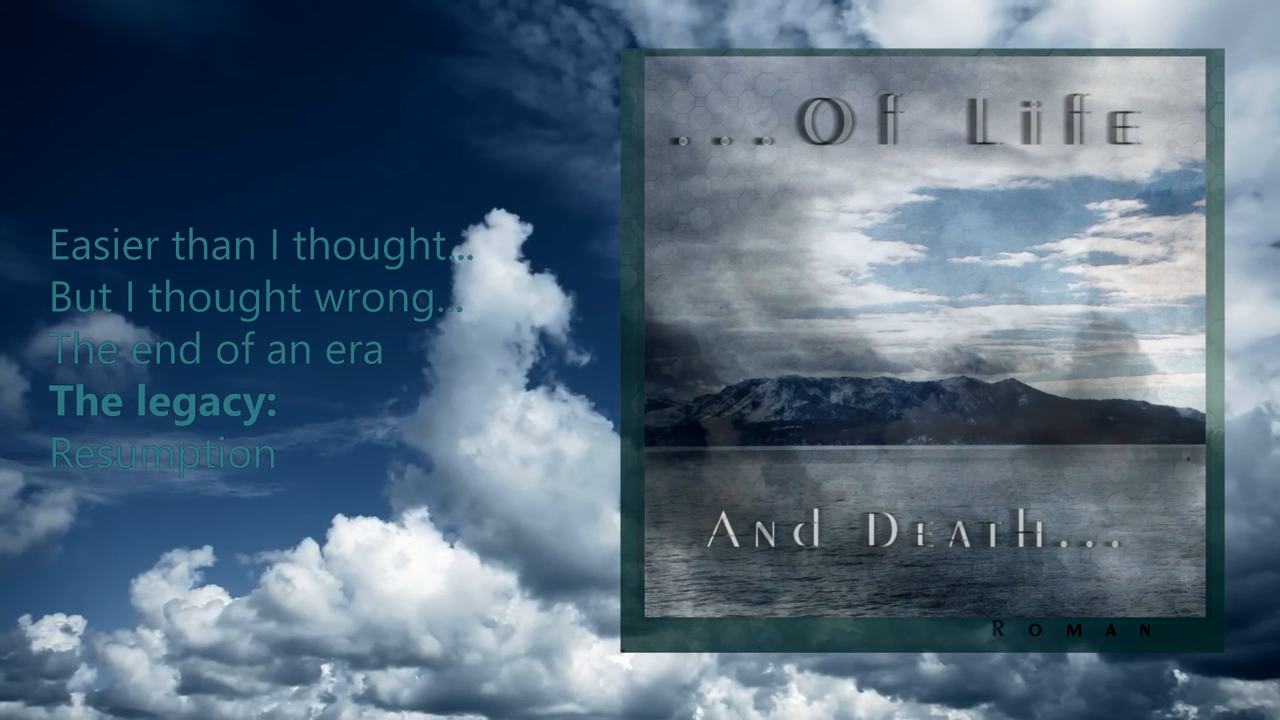 Easier than I thought...
But I thought wrong...
The end of an era
The legacy:
Resumption
...Of Life
And Death...
Roman